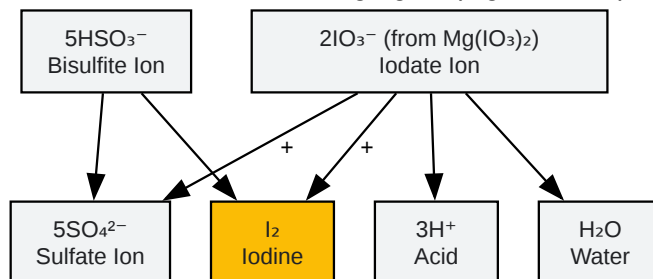 5HSO₃⁻
Bisulfite Ion
2IO₃⁻ (from Mg(IO₃)₂)
Iodate Ion
+
+
5SO₄²⁻
Sulfate Ion
I₂
Iodine
3H⁺
Acid
H₂O
Water